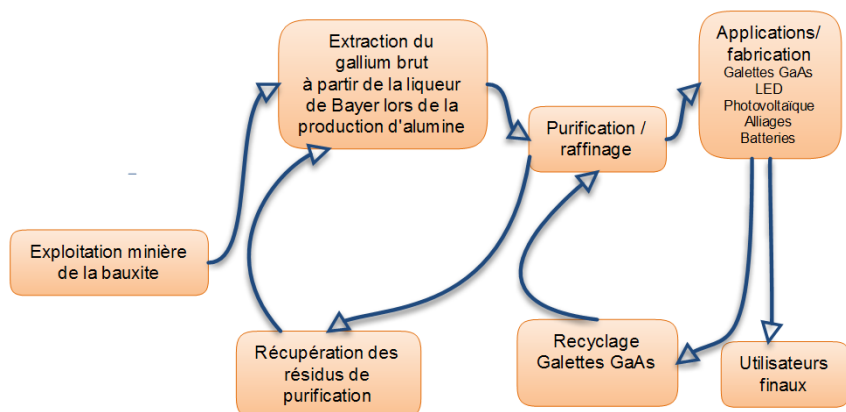 Extraction du
gallium brut
à partir de la liqueur
de Bayer lors de la
production d'alumine
Applications/
fabrication
Galettes GaAs
LED
Photovoltaïque
Alliages
Batteries
Purification /
raffinage
Exploitation minière
de la bauxite
Récupération des
résidus de
purification
Recyclage
Galettes GaAs
Utilisateurs
finaux